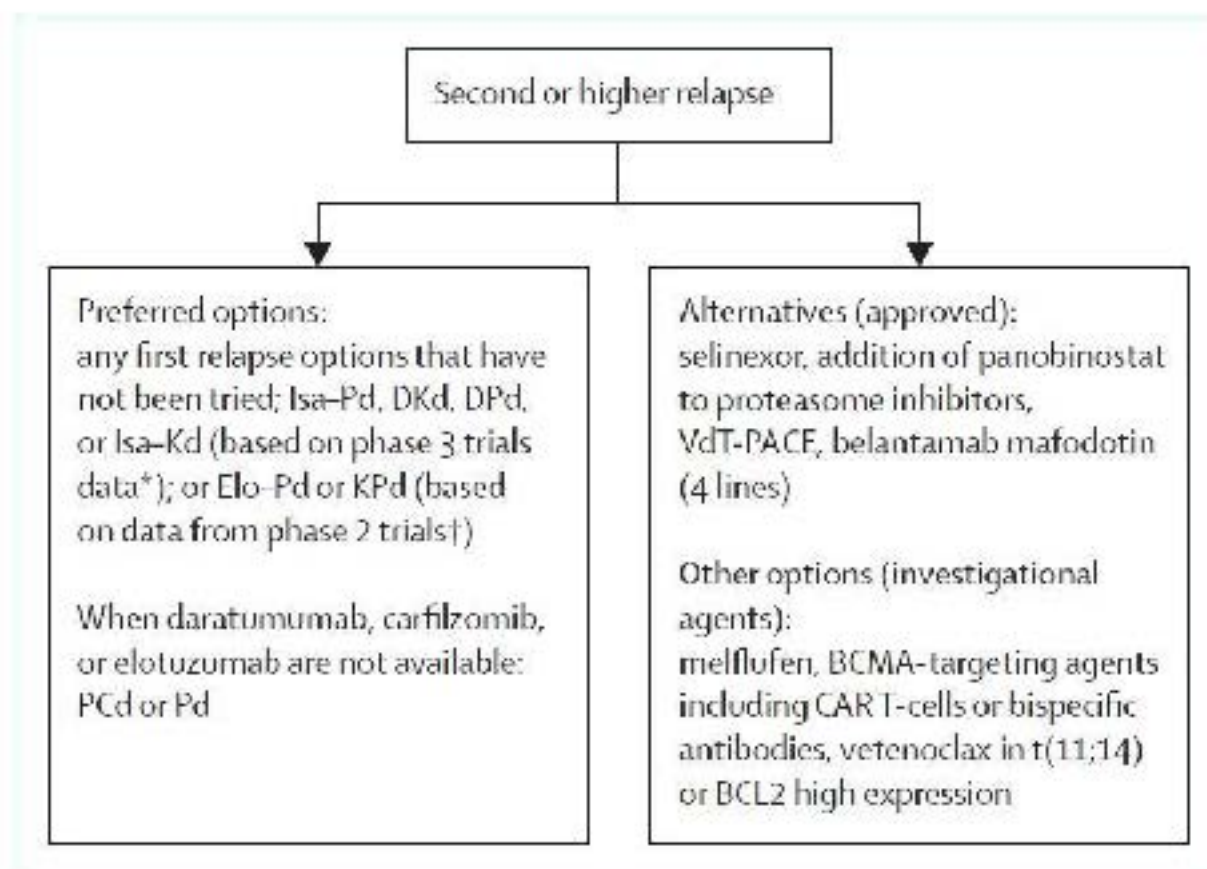 Second or higher relapse
Preferred options:
any first relapse options that have
not been tried; Isa–Pd, DKd, DPd,
or Isa–Kd (based on phase 3 trials
data*); or Elo–Pd or KPd (based
on data from phase 2 trials†)
When daratumumab, carfilzomib,
or elotuzumab are not available:
PCd or Pd
Alternatives (approved):
selinexor, addition of panobinostat
to proteasome inhibitors,
VdT-PACE, belantamab mafodotin
(4 lines)
Other options (investigational
agents):
melflufen, BCMA-targeting agents
including CAR T-cells or bispecific
antibodies, vetenoclax in t(11;14)
or BCL2 high expression